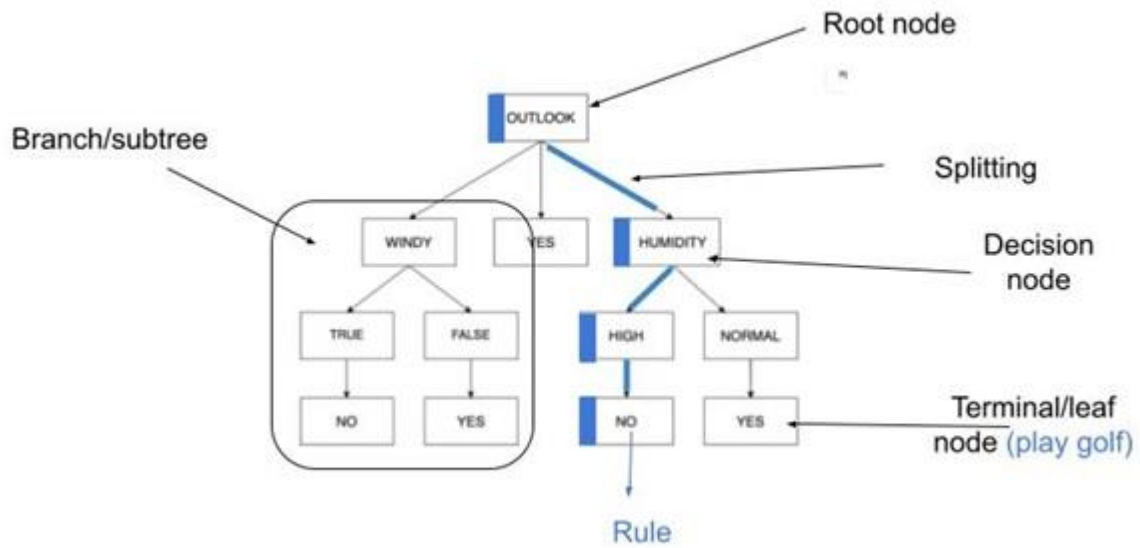 Root node
OUTLOOK
Branch/subtree
Splitting
WINDY
YES
HUMIDITY
Decision
node
TRUE
FALSE
HIGH
NORMAL
NO
YES
NO
YES
Terminal/leaf
node (play golf)
Rule